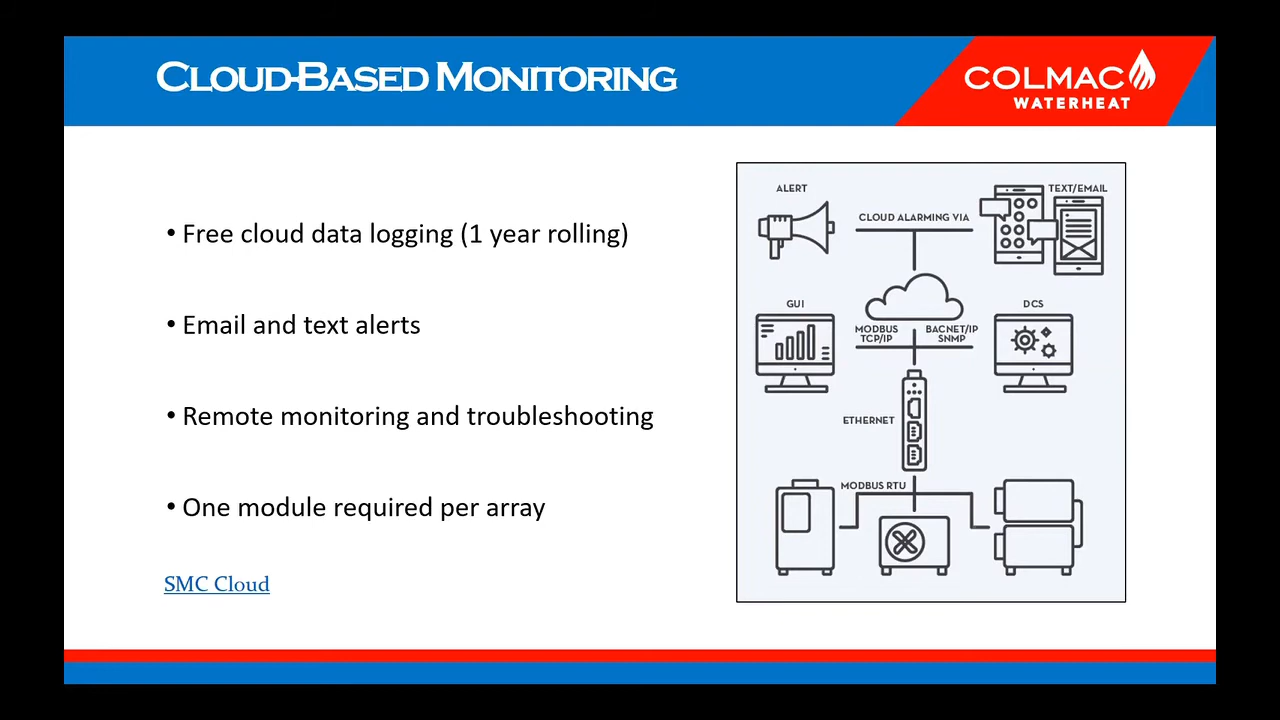 CLOUD-BASED MONITORING
COLMAC
WATERHEAT
• Free cloud data logging (1 year rolling)
• Email and text alerts
• Remote monitoring and troubleshooting
• One module required per array
SMC Cloud
ALERT
TEXT/EMAIL
CLOUD ALARMING VIA
GUI
DCS
MODBUS
TCP/IP
BACNET/IP
SNMP
ETHERNET
MODBUS RTU